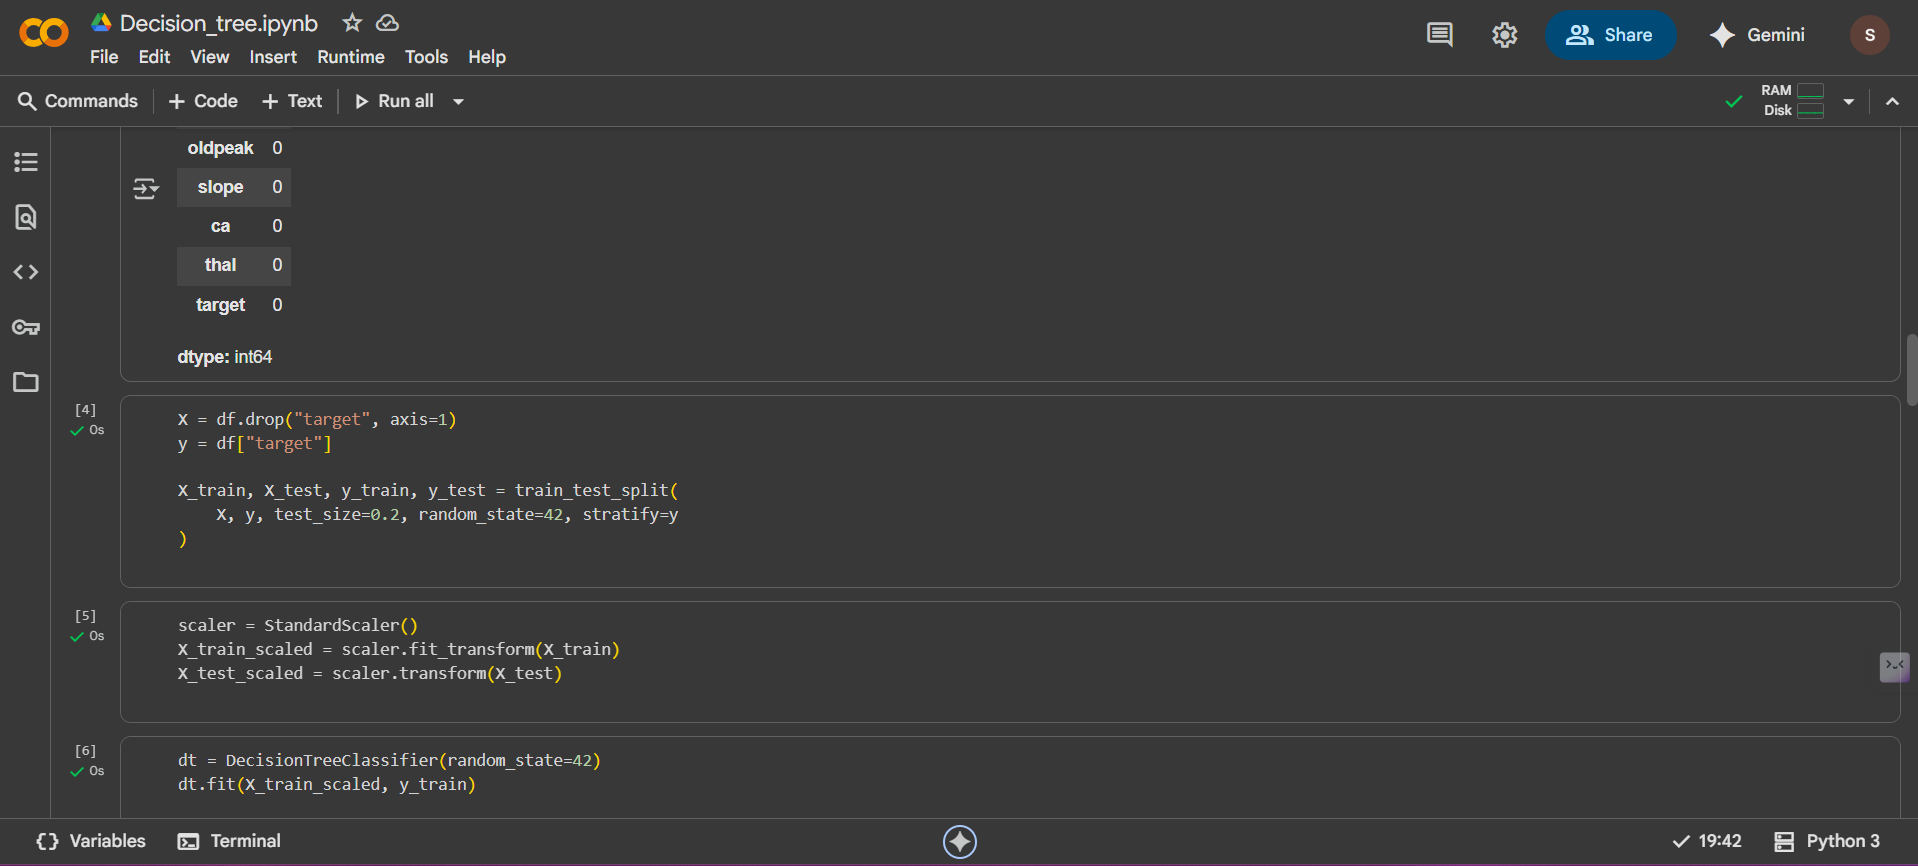 Decision_tree.ipynb
File Edit View Insert Runtime Tools Help
Share
Gemini
S
Commands + Code + Text Run all
RAM
Disk
oldpeak 0
slope 0
ca 0
thal 0
target 0
dtype: int64
[4]
0s
X = df.drop("target", axis=1)
y = df["target"]
X_train, X_test, y_train, y_test = train_test_split(
X, y, test_size=0.2, random_state=42, stratify=y
)
[5]
0s
scaler = StandardScaler()
X_train_scaled = scaler.fit_transform(X_train)
X_test_scaled = scaler.transform(X_test)
[6]
0s
dt = DecisionTreeClassifier(random_state=42)
dt.fit(X_train_scaled, y_train)
{} Variables Terminal
19:42 Python 3